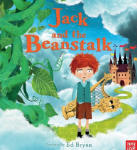 Jack
and the
Beanstalk
Ed Bryan